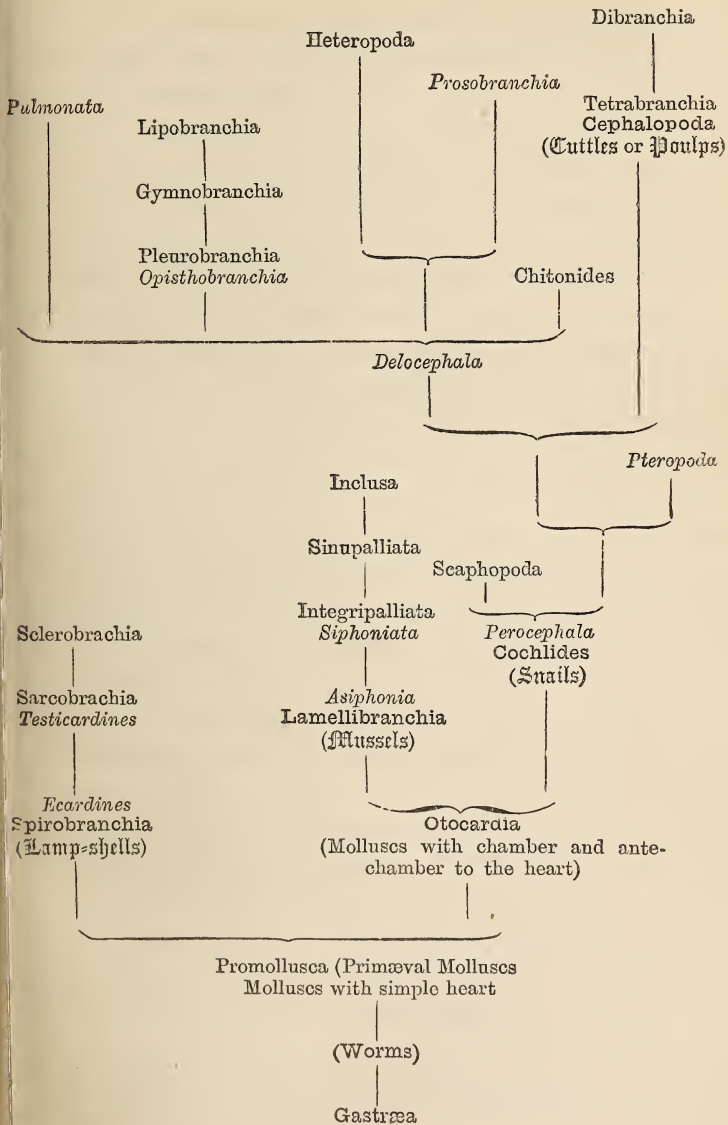 Dibranchia
Heteropoda
Prosobranchia
Pulmonata
Tetrabranchia
Cephalopoda
(Cuttles or Poulps)
Lipobranchia
Gymnobranchia
Pleurobranchia
Opisthobranchia
Chitonides
Delocephala
Pteropoda
Inclusa
Sinupalliata
Scaphopoda
Integripalliata
Siphoniata
Sclerobrachia
Perocephala
Cochlides
(Snails)
Sarcobrachia
Testicardines
Asiphonia
Lamellibranchia
(Mussels)
Ecardines
Spirobranchia
(Lamp-shells)
Otocardia
(Molluscs with chamber and ante-
chamber to the heart)
Promollusca (Primæval Molluscs
Molluscs with simple heart
(Worms)
Gastræa